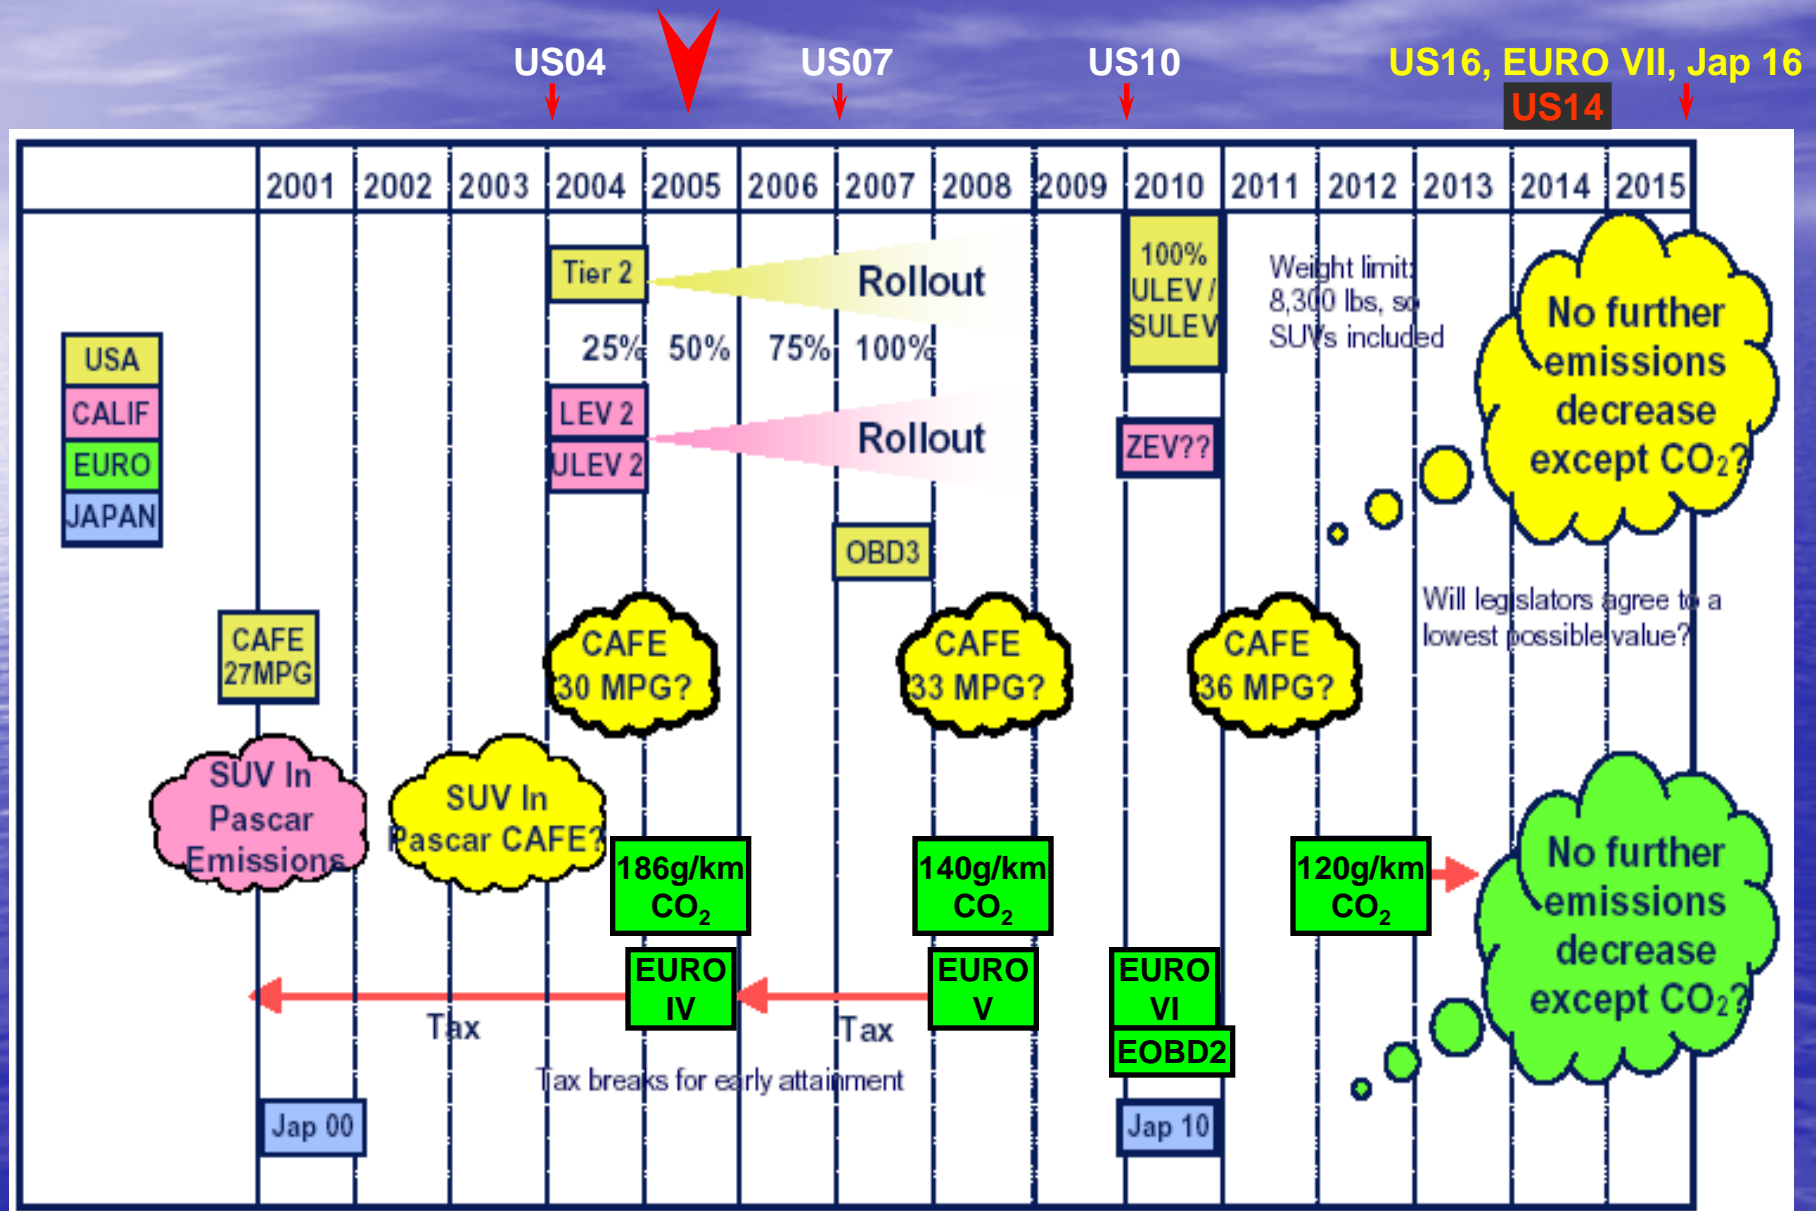 US04
US07
US10
US16, EURO VII, Jap 16
US14
2001 2002 2003 2004 2005 2006 2007 2008 2009 2010 2011 2012 2013 2014 2015
Tier 2
Rollout
100%
ULEV /
SULEV
Weight limit:
8,300 lbs, so
SUVs included
No further
emissions
decrease
except CO₂?
25% 50% 75% 100%
USA
CALIF
EURO
JAPAN
LEV 2
ULEV 2
Rollout
ZEV??
OBD3
Will legislators agree to a
lowest possible value?
CAFE
27MPG
CAFE
30 MPG?
CAFE
33 MPG?
CAFE
36 MPG?
SUV In
Pascar
Emissions
SUV In
Pascar CAFE?
186g/km
CO₂
140g/km
CO₂
120g/km
CO₂
No further
emissions
decrease
except CO₂?
EURO
IV
EURO
V
EURO
VI
EOBD2
Tax
Tax
Tax breaks for early attainment
Jap 00
Jap 10